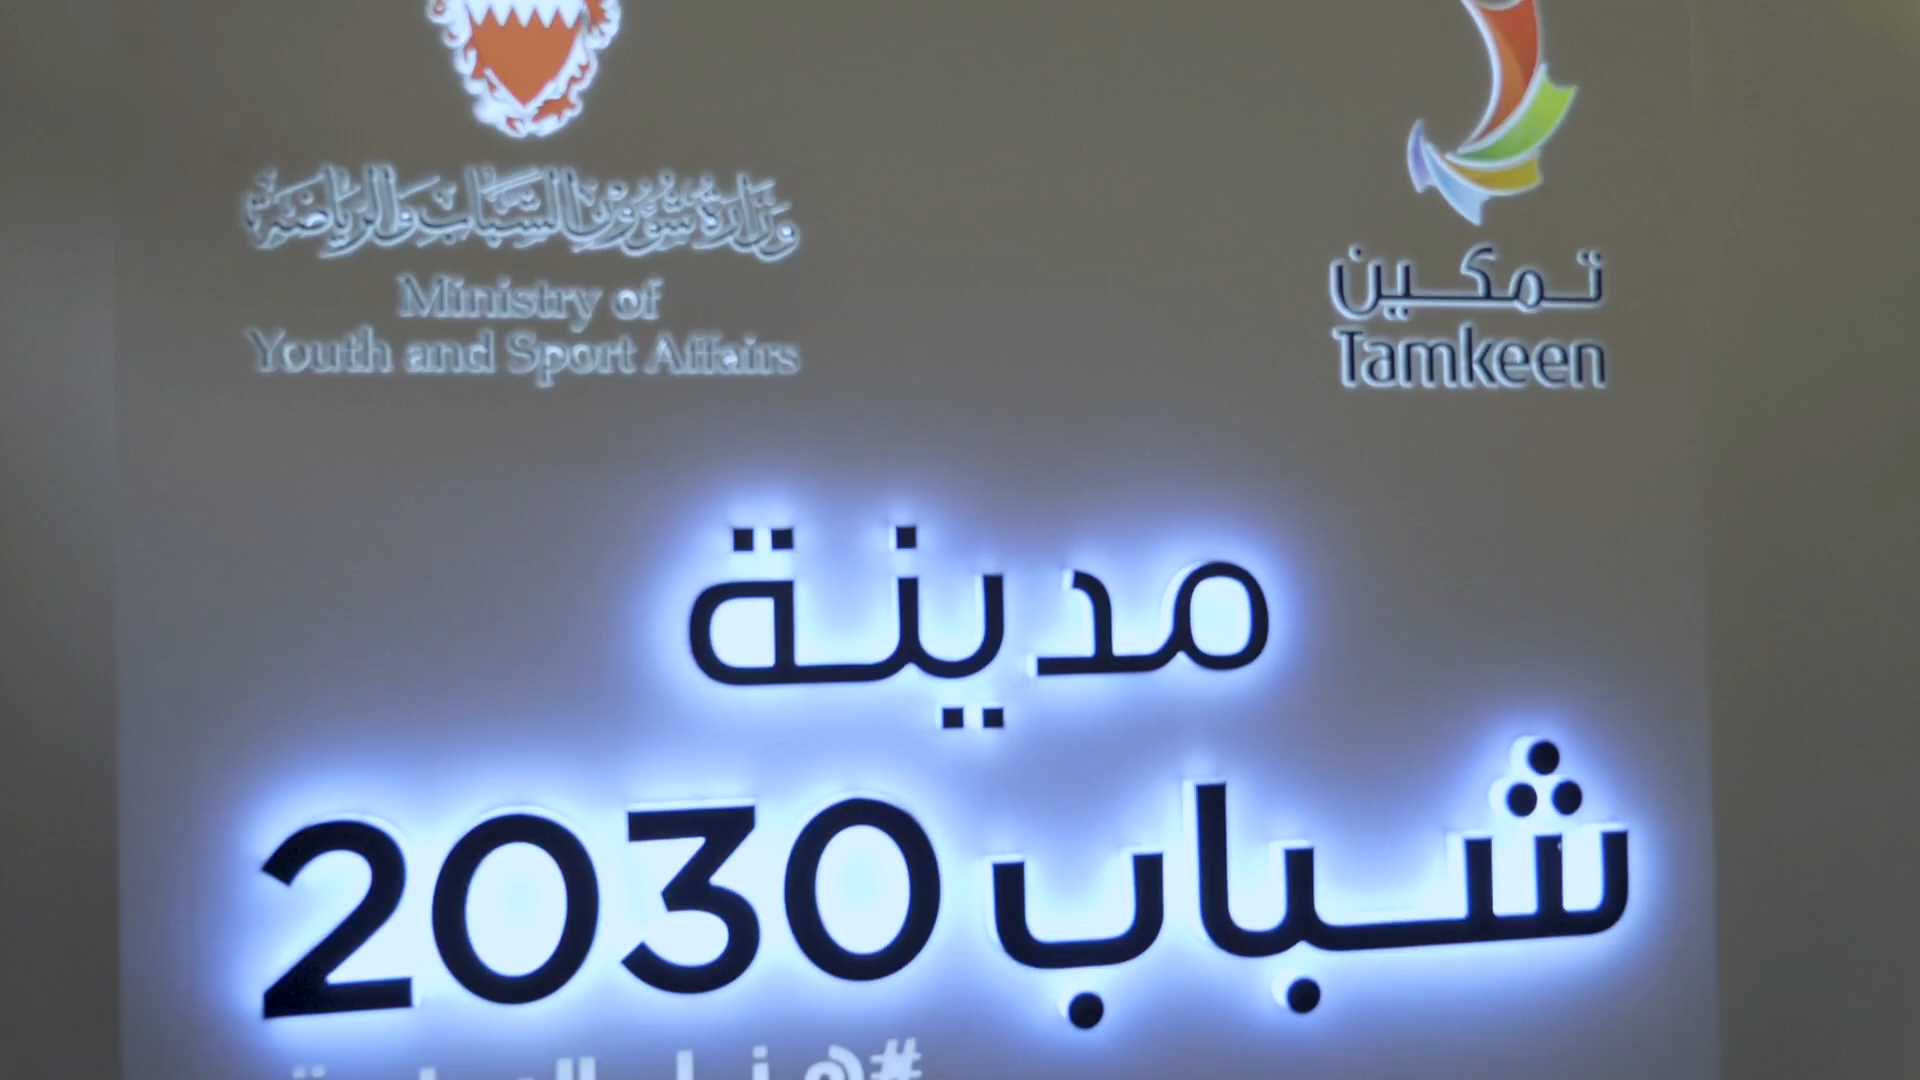 وزارة شؤون الشباب والرياضة
Ministry of
Youth and Sport Affairs
تمكين
Tamkeen
مدينة
شباب 2030